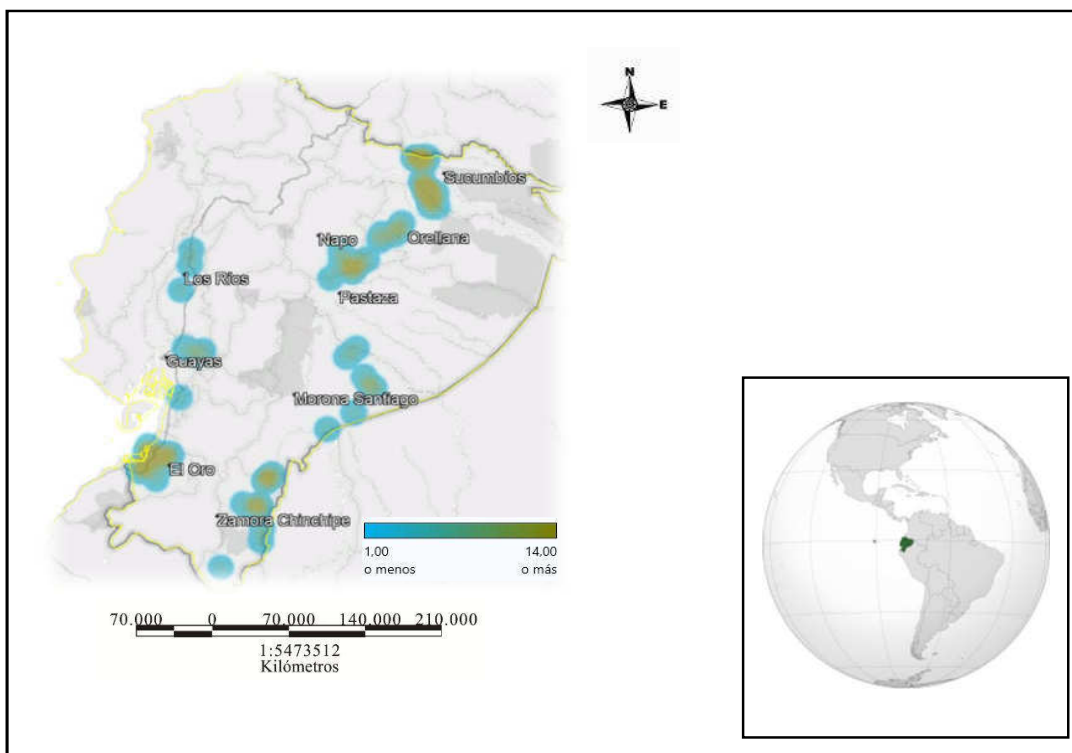 N
E
Sucumbíos
Napo
Orellana
Los Ríos
Pastaza
Guayas
Morona Santiago
El Oro
Zamora Chinchipe
1,00
14,00
o menos
o más
70.000 0 70.000 140.000 210.000
1:5473512
Kilómetros